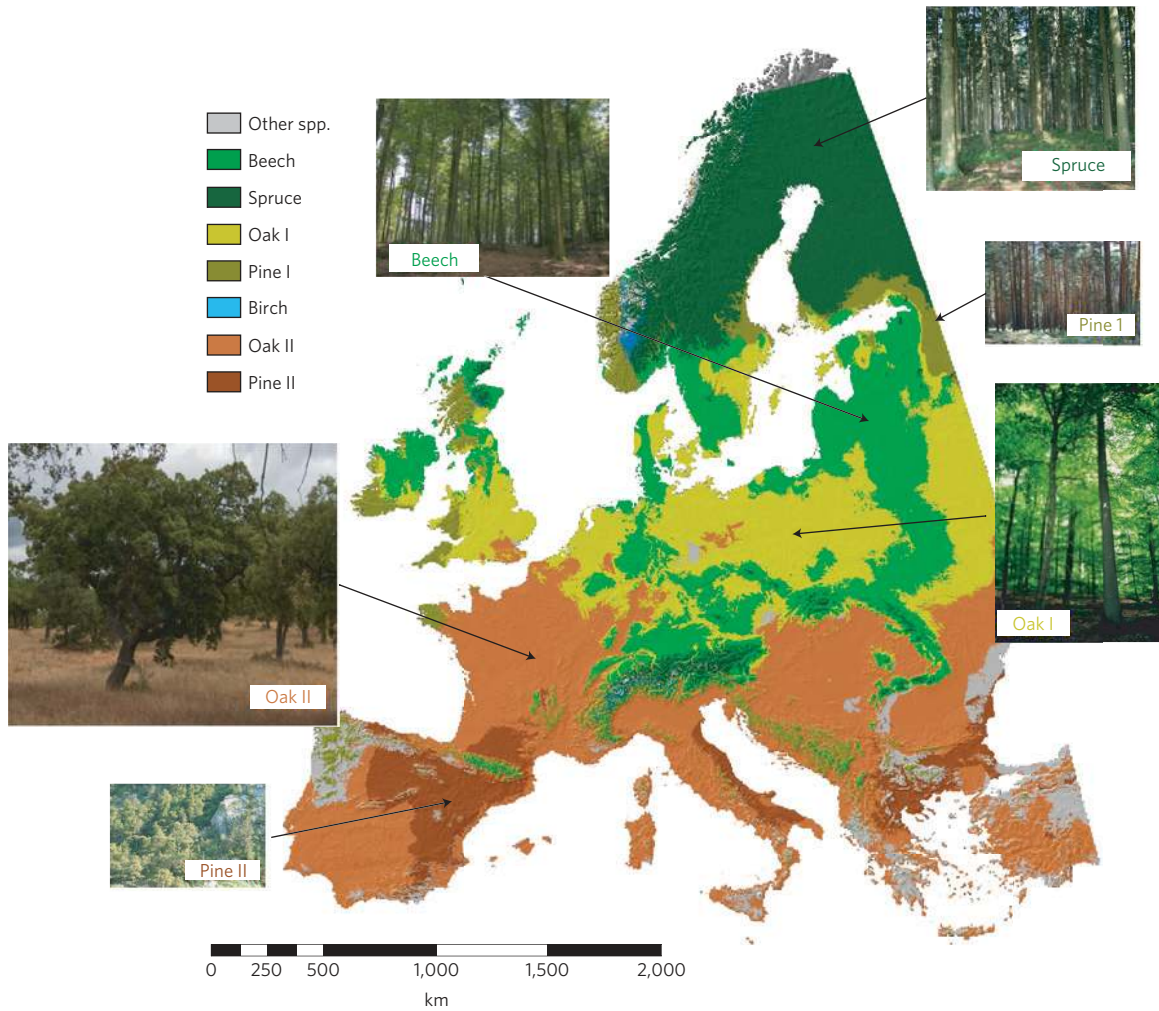 Other spp.
Beech
Spruce
Oak I
Pine I
Birch
Oak II
Pine II
Beech
Spruce
Pine 1
Oak I
Oak II
Pine II
0 250 500 1,000 1,500 2,000
km